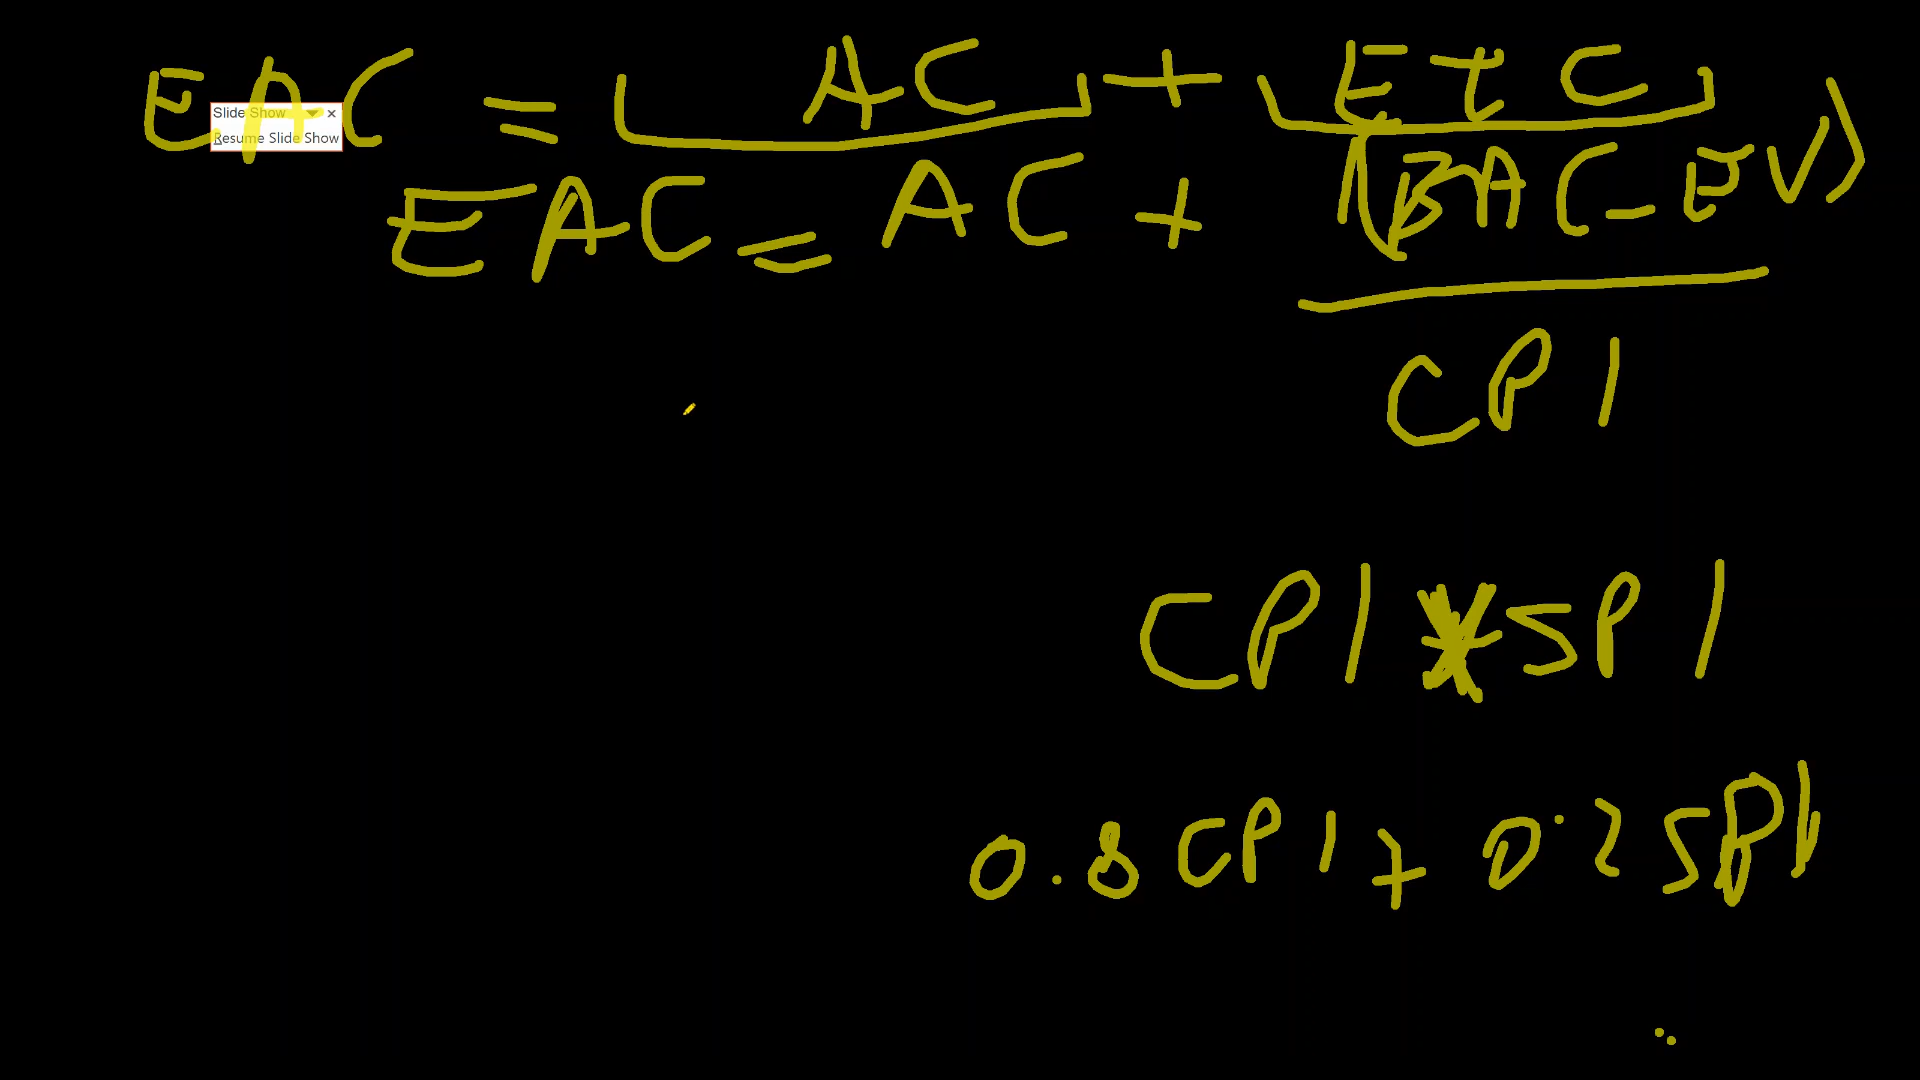 EAC = AC + ETC
Slide Show
Resume Slide Show
EAC = AC + (BAC - EV)
CPI
CPI * SPI
0.8 CPI + 0.2 SPI